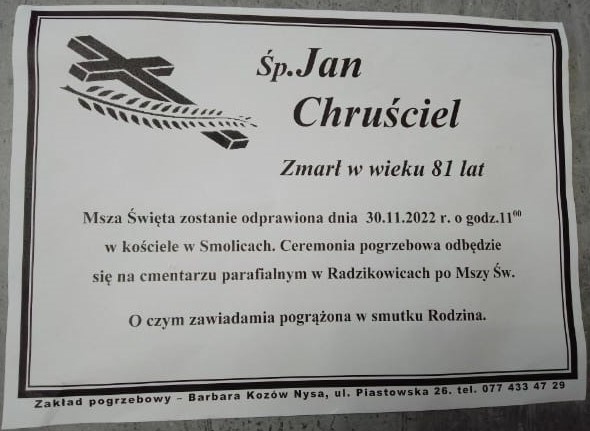 Śp.Jan
Chruściel
Zmarł w wieku 81 lat
Msza Święta zostanie odprawiona dnia 30.11.2022 r. o godz.11⁰⁰
w kościele w Smolicach. Ceremonia pogrzebowa odbędzie
się na cmentarzu parafialnym w Radzikowicach po Mszy Św.
O czym zawiadamia pogrążona w smutku Rodzina.
Zakład pogrzebowy – Barbara Kozów Nysa, ul. Piastowska 26. tel. 077 433 47 29